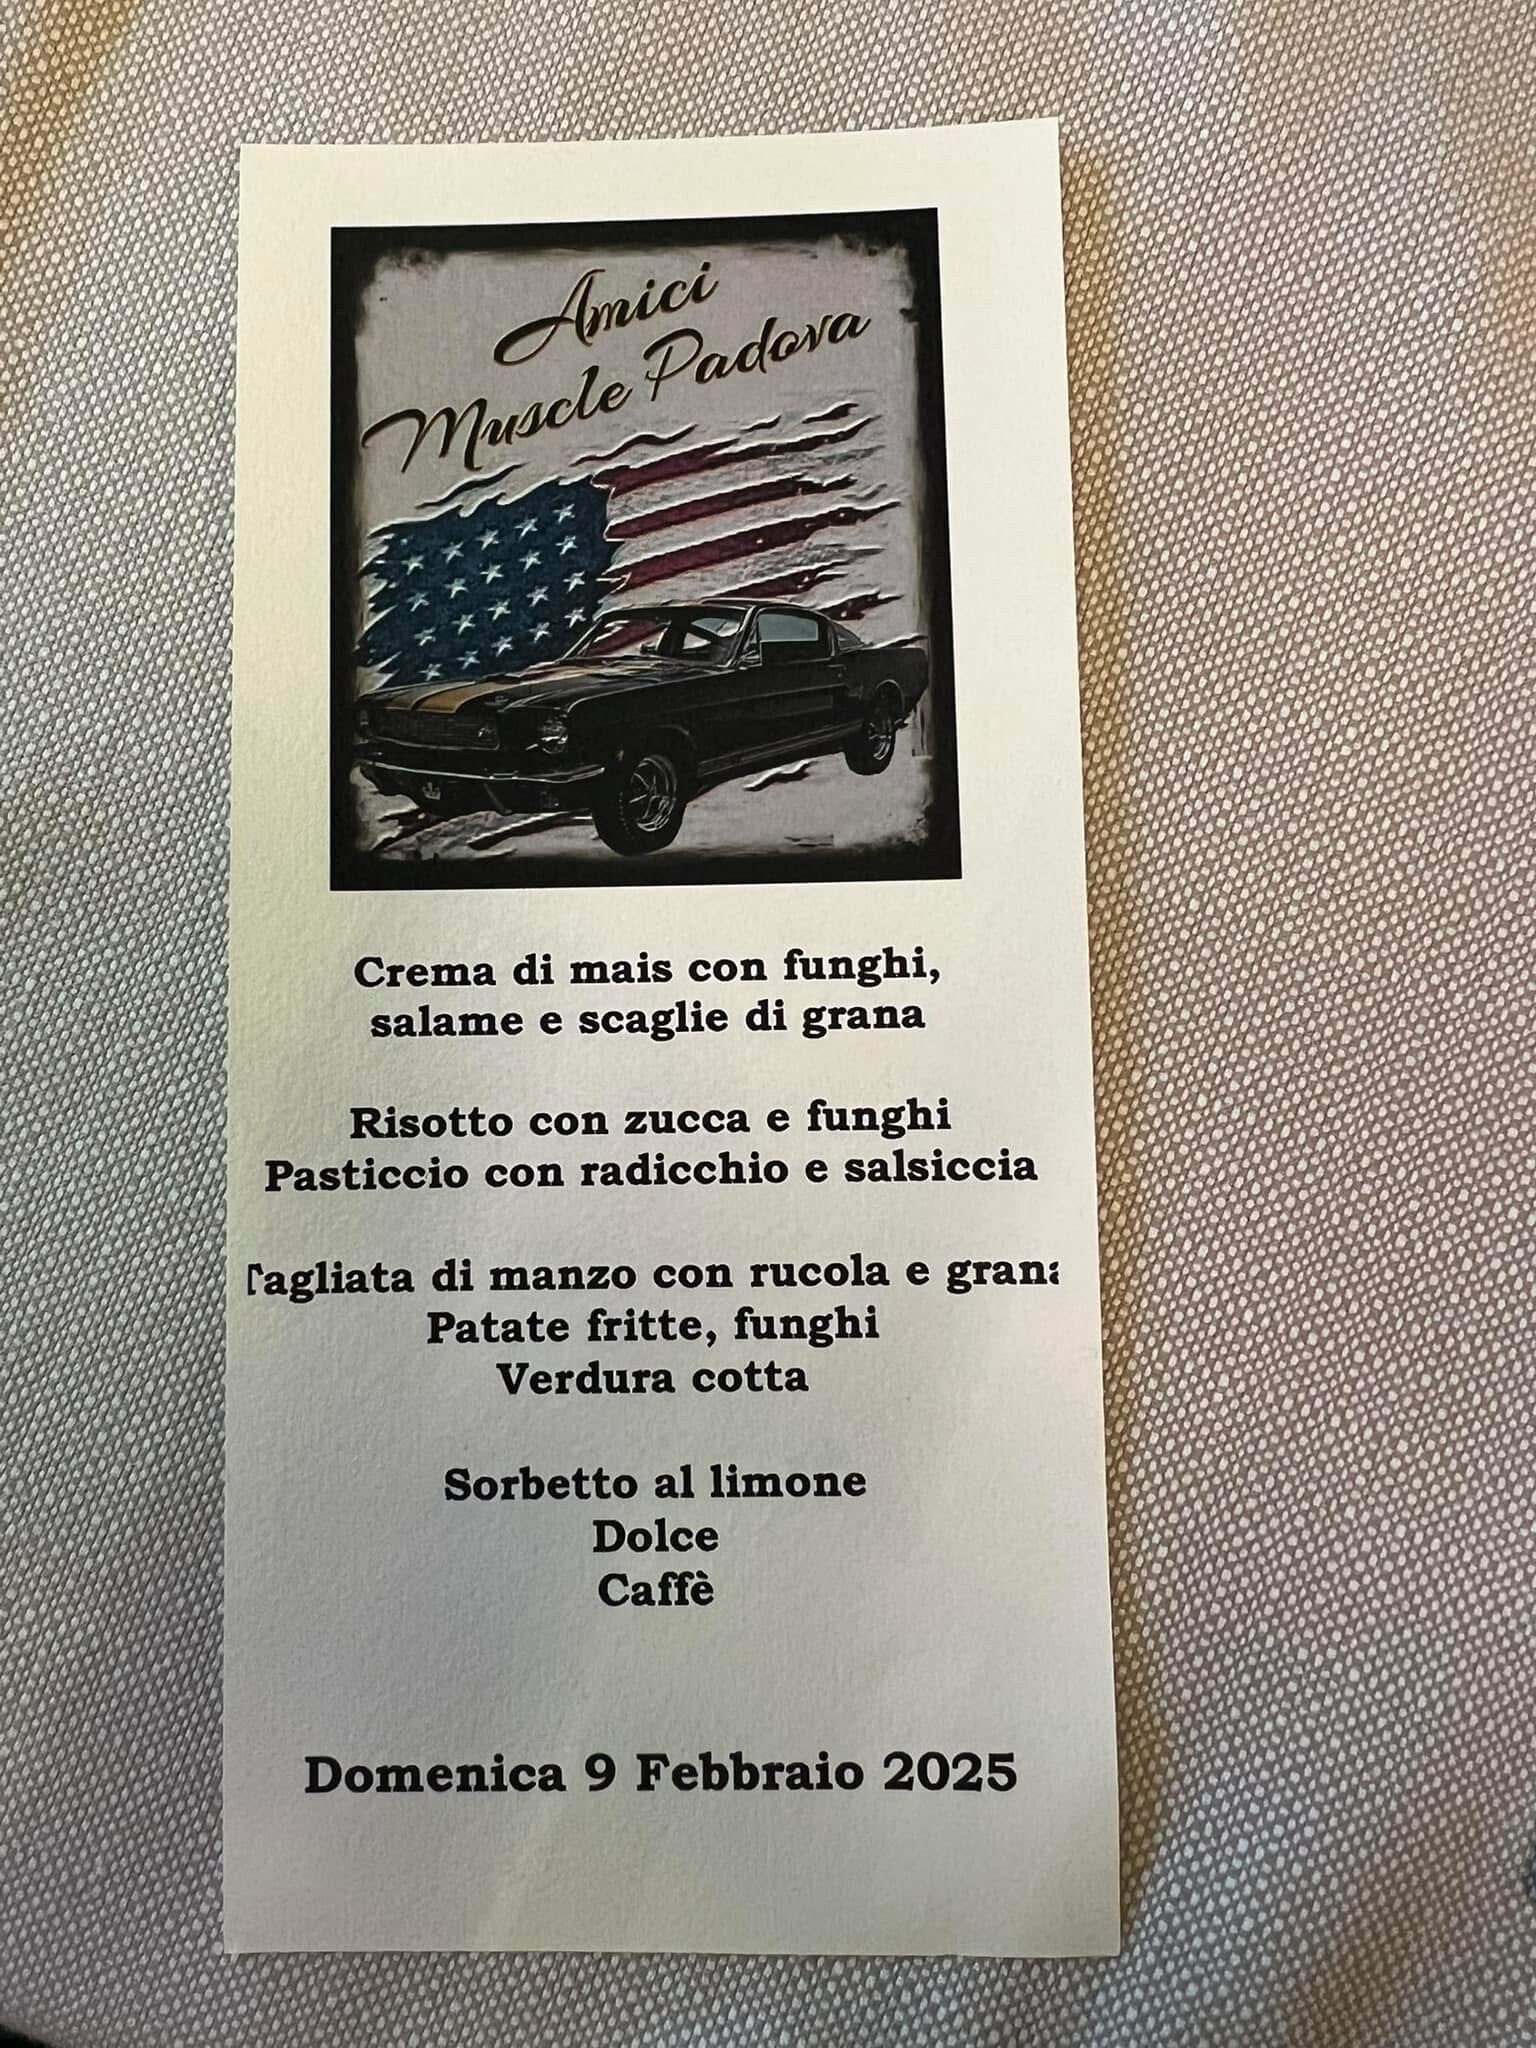 Amici
Muscle Padova
Crema di mais con funghi,
salame e scaglie di grana
Risotto con zucca e funghi
Pasticcio con radicchio e salsiccia
Tagliata di manzo con rucola e grana
Patate fritte, funghi
Verdura cotta
Sorbetto al limone
Dolce
Caffè
Domenica 9 Febbraio 2025